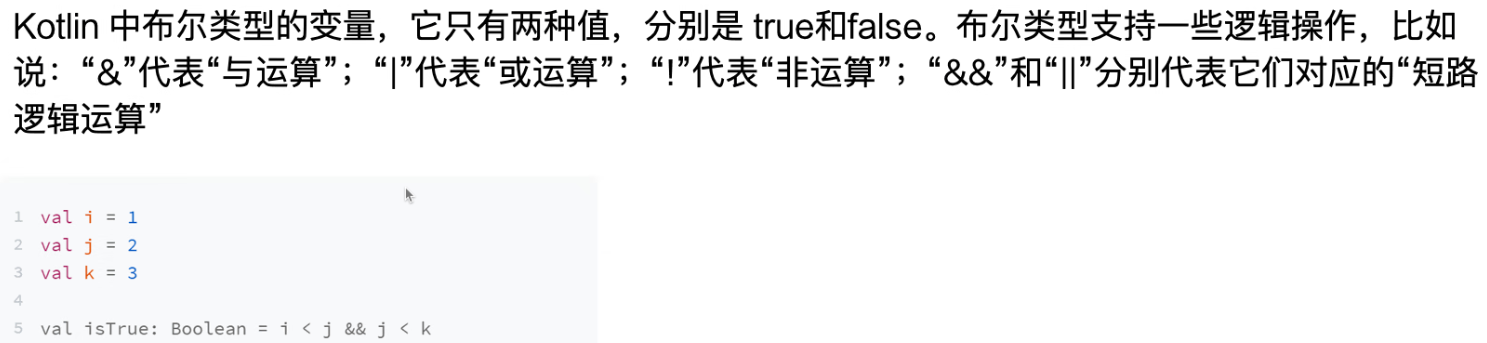 Kotlin 中布尔类型的变量，它只有两种值，分别是 true和false。布尔类型支持一些逻辑操作，比如
说：“&”代表“与运算”；“|”代表“或运算”；“!”代表“非运算”；“&&”和“||”分别代表它们对应的“短路
逻辑运算”
1 val i = 1
2 val j = 2
3 val k = 3
4
5 val isTrue: Boolean = i < j && j < k